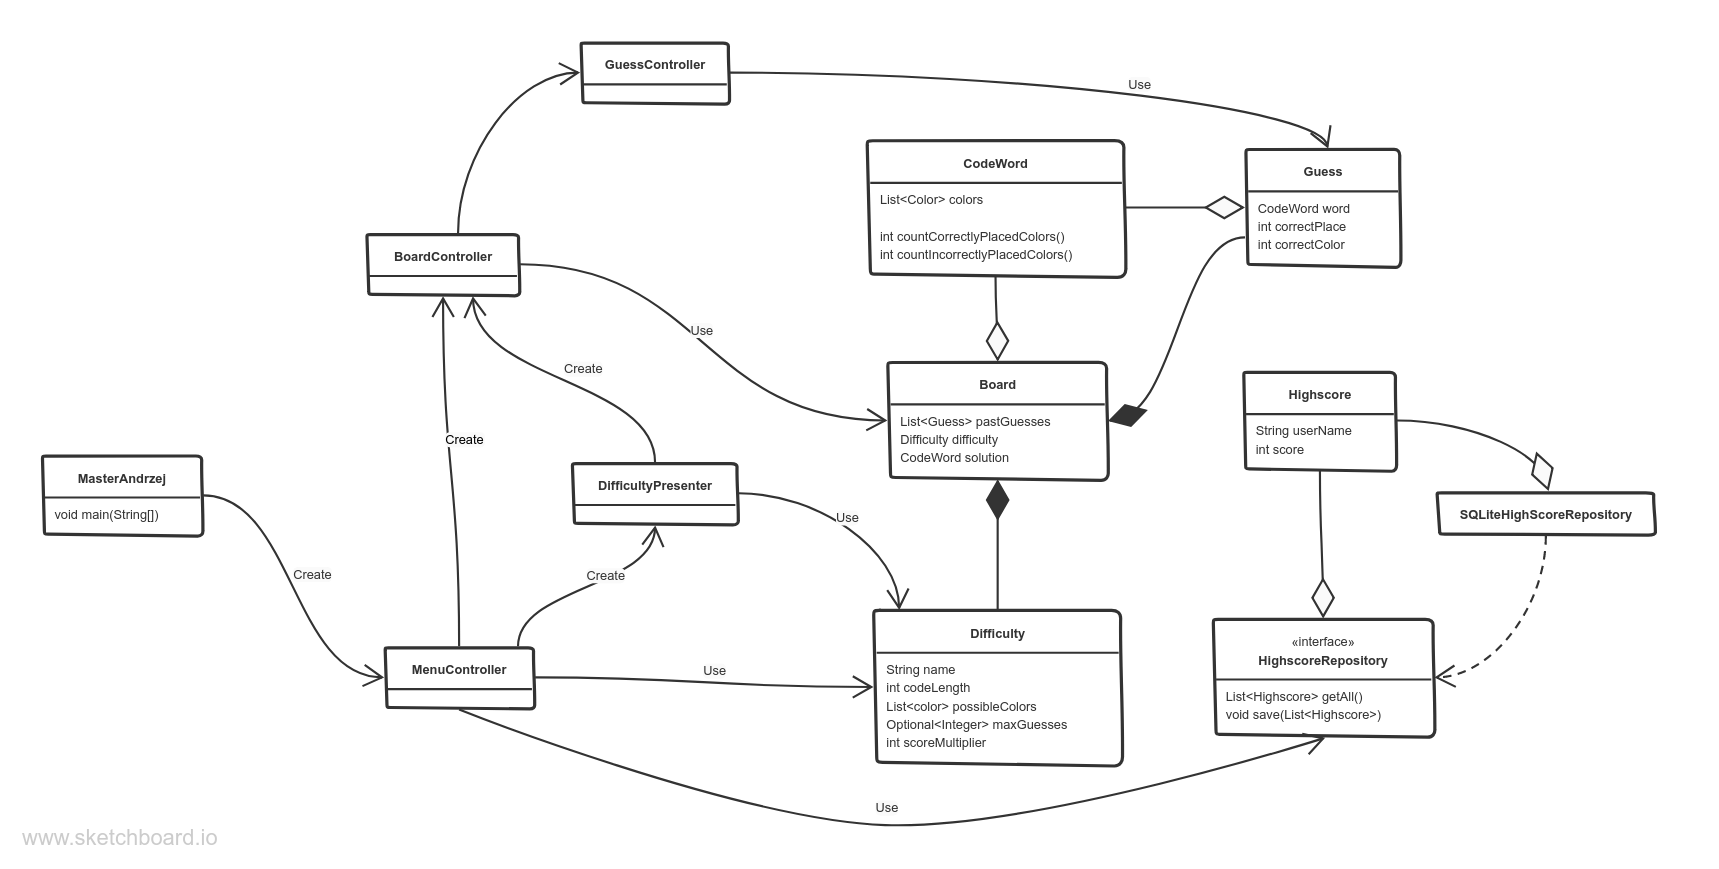 GuessController
Use
CodeWord
List<Color> colors
int countCorrectlyPlacedColors()
int countIncorrectlyPlacedColors()
Guess
CodeWord word
int correctPlace
int correctColor
BoardController
Use
Create
Board
List<Guess> pastGuesses
Difficulty difficulty
CodeWord solution
Highscore
String userName
int score
Create
MasterAndrzej
void main(String[])
DifficultyPresenter
Use
SQLiteHighScoreRepository
Create
Create
Difficulty
String name
int codeLength
List<color> possibleColors
Optional<Integer> maxGuesses
int scoreMultiplier
«interface»
HighscoreRepository
List<Highscore> getAll()
void save(List<Highscore>)
MenuController
Use
Use
www.sketchboard.io